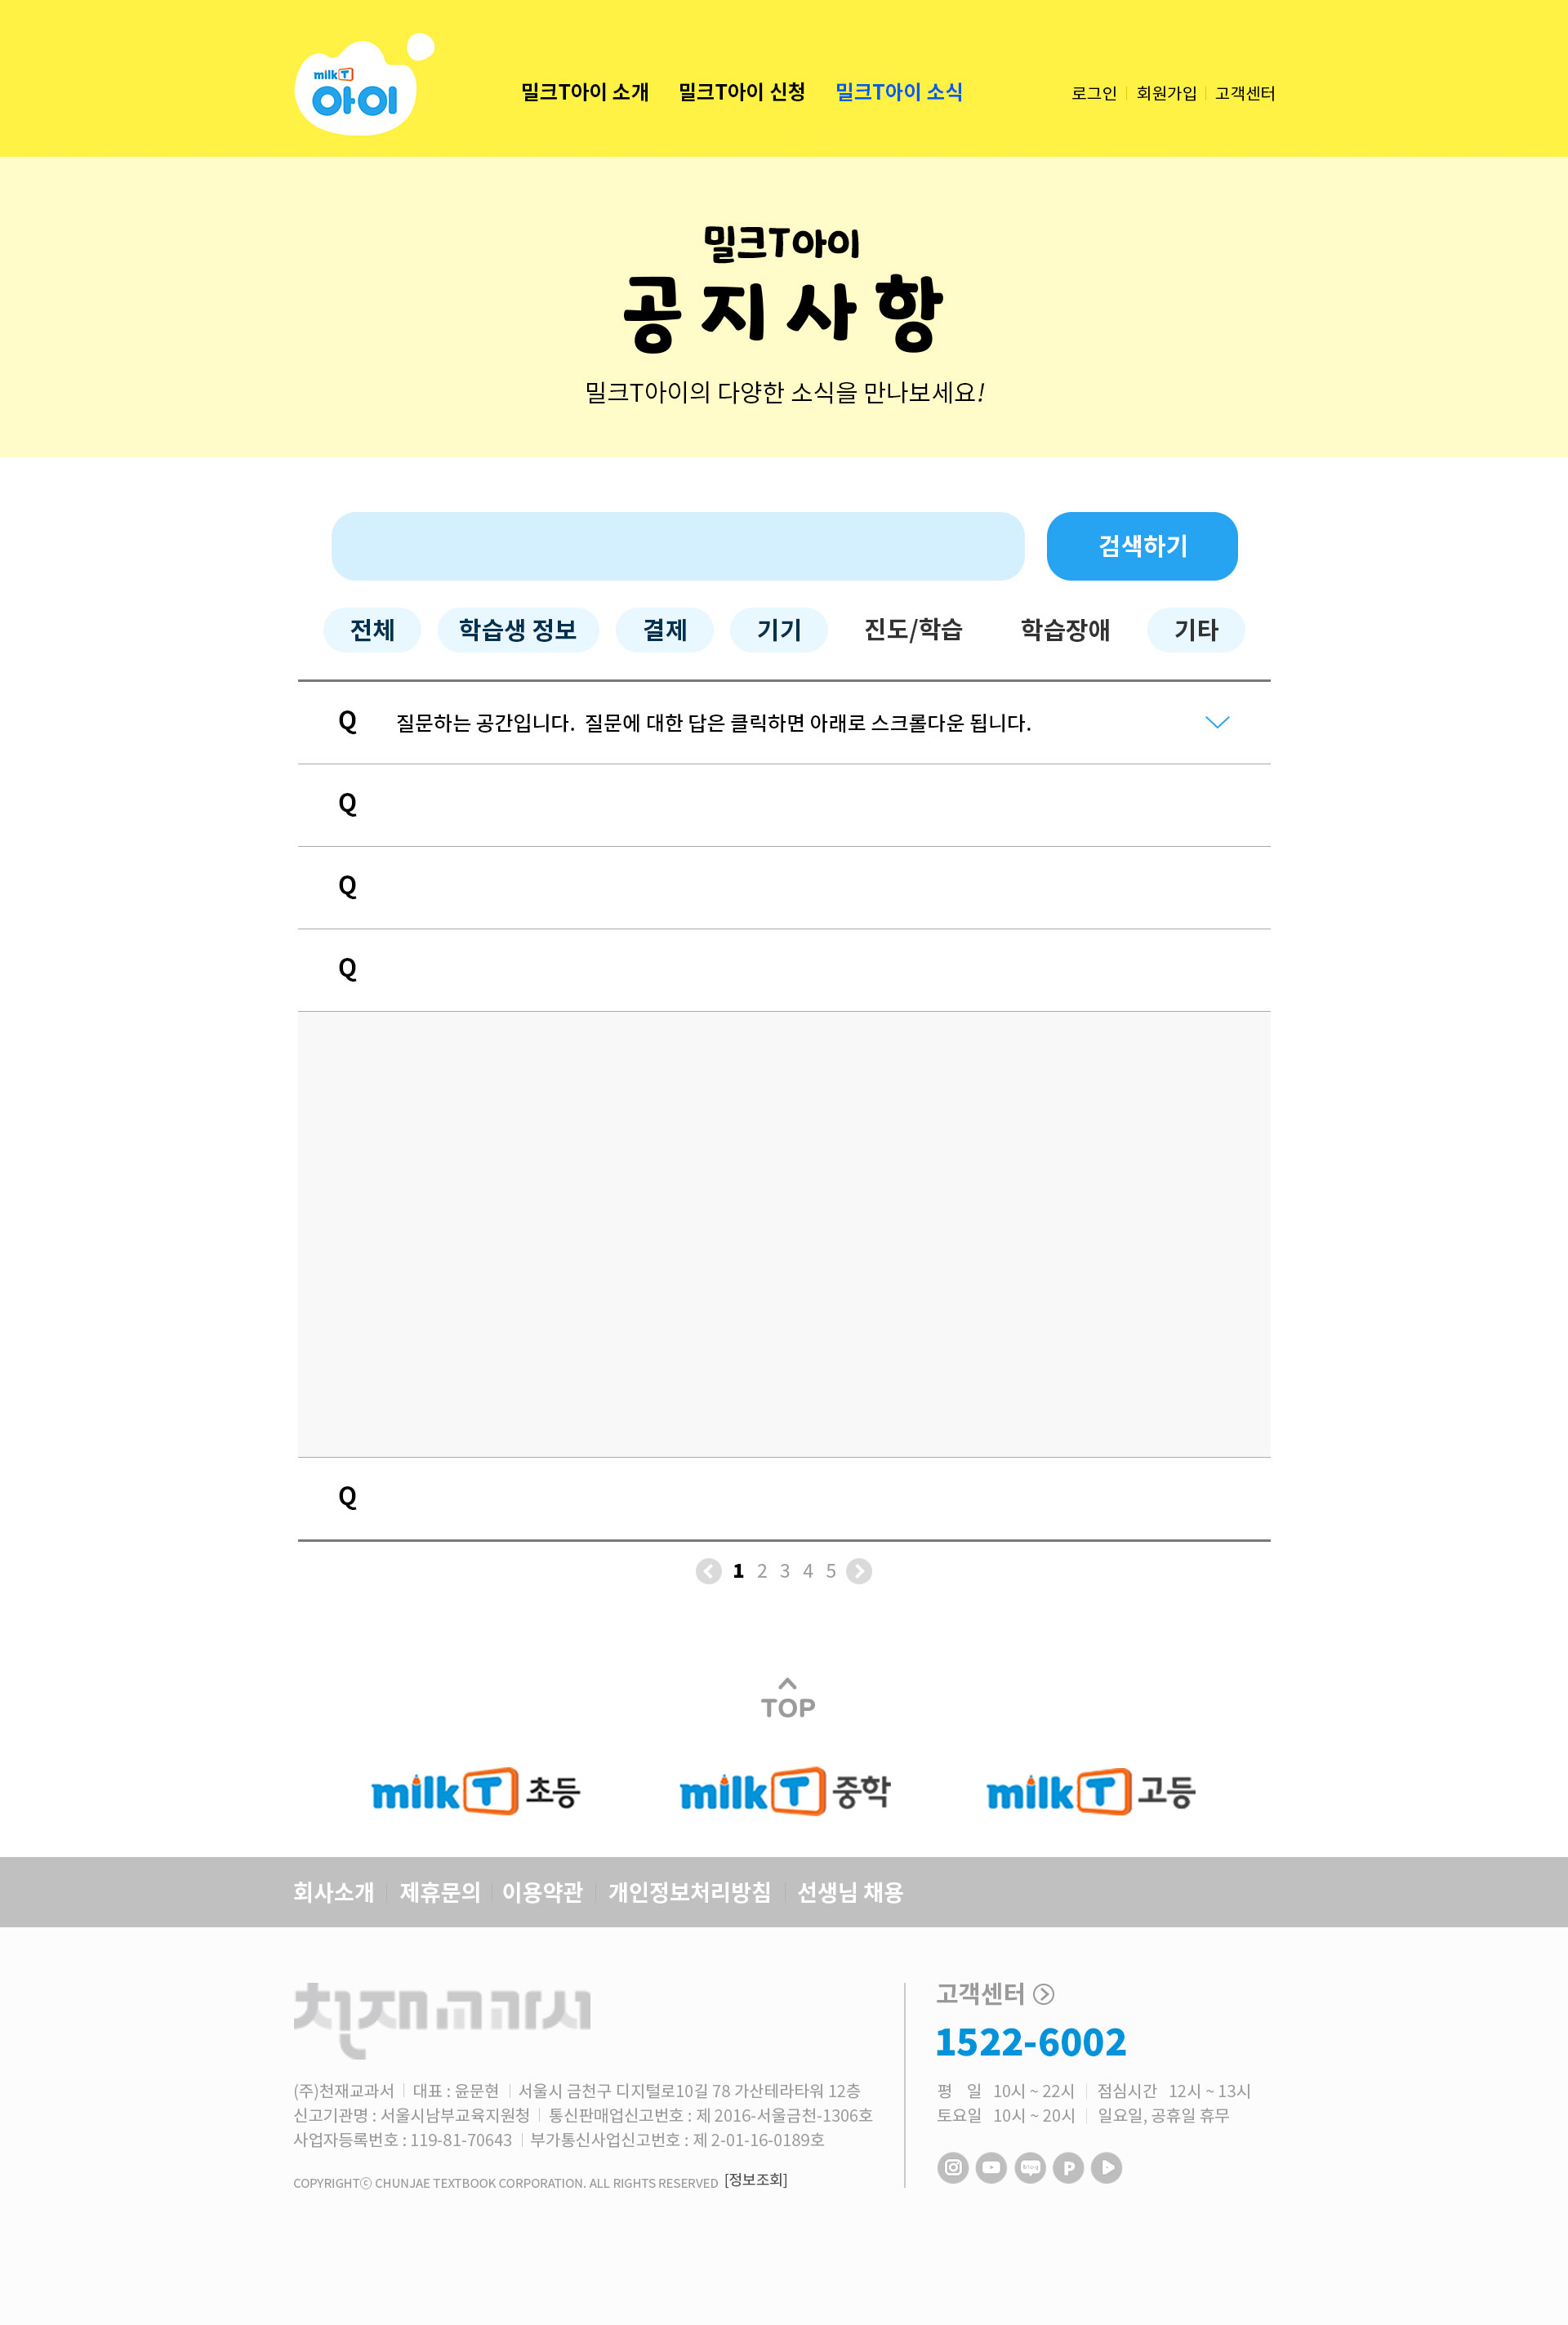 milkT
아이
밀크T아이 소개 밀크T아이 신청 밀크T아이 소식
로그인 회원가입 고객센터
밀크T아이
공지사항
밀크T아이의 다양한 소식을 만나보세요!
검색하기
전체 학습생 정보 결제 기기 진도/학습 학습장애 기타
Q 질문하는 공간입니다. 질문에 대한 답은 클릭하면 아래로 스크롤다운 됩니다.
Q
Q
Q
Q
1 2 3 4 5
TOP
milkT 초등 milkT 중학 milkT 고등
회사소개 제휴문의 이용약관 개인정보처리방침 선생님 채용
천재교과서
(주)천재교과서 대표 : 윤문현 서울시 금천구 디지털로10길 78 가산테라타워 12층
신고기관명 : 서울시남부교육지원청 통신판매업신고번호 : 제 2016-서울금천-1306호
사업자등록번호 : 119-81-70643 부가통신사업신고번호 : 제 2-01-16-0189호
COPYRIGHTⓒ CHUNJAE TEXTBOOK CORPORATION. ALL RIGHTS RESERVED [정보조회]
고객센터
1522-6002
평 일 10시 ~ 22시 점심시간 12시 ~ 13시
토요일 10시 ~ 20시 일요일, 공휴일 휴무
blog P